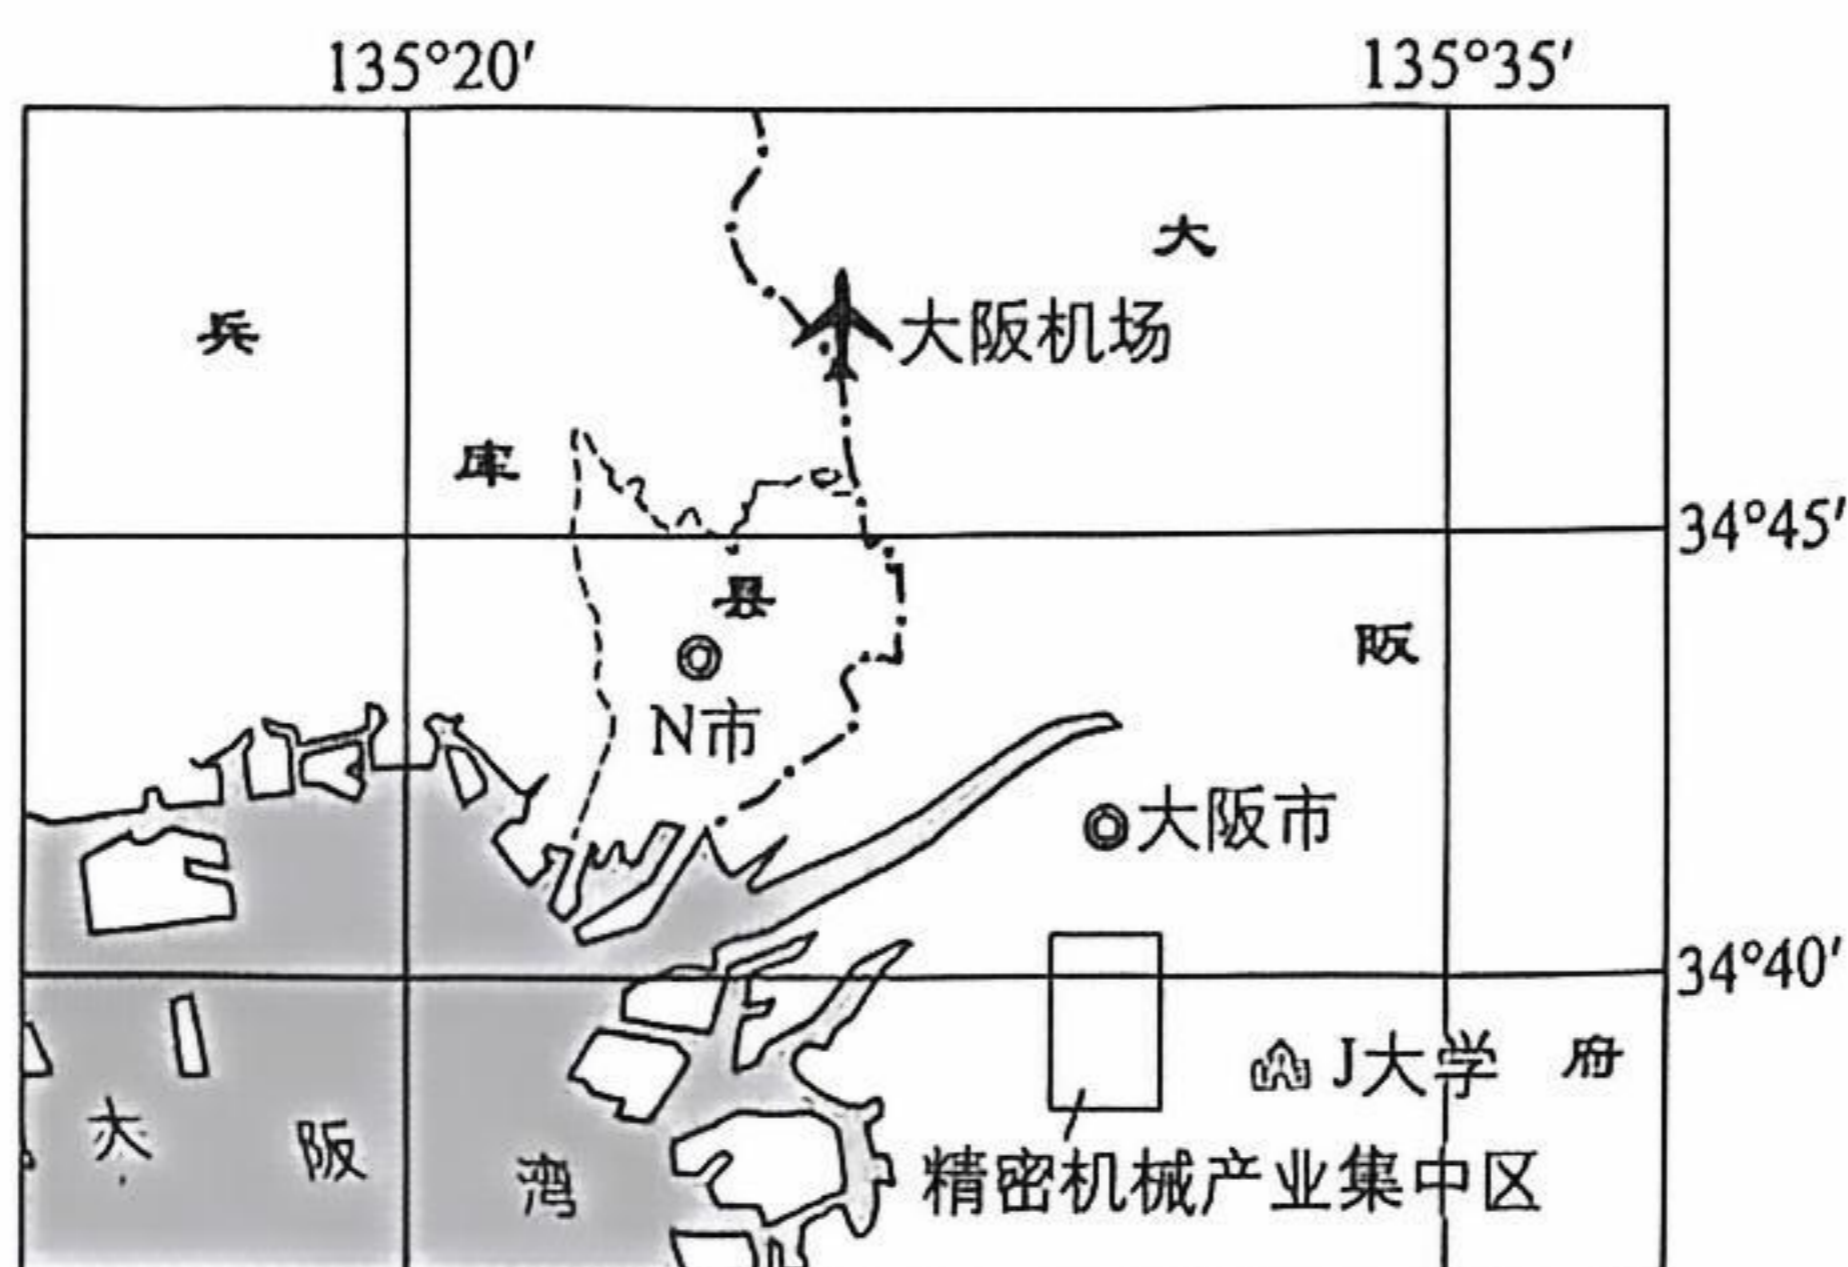 135°20′ 135°35′
大
兵
大阪机场
库
34°45′
县
阪
N市
大阪市
34°40′
J大学 府
大 阪 湾
精密机械产业集中区